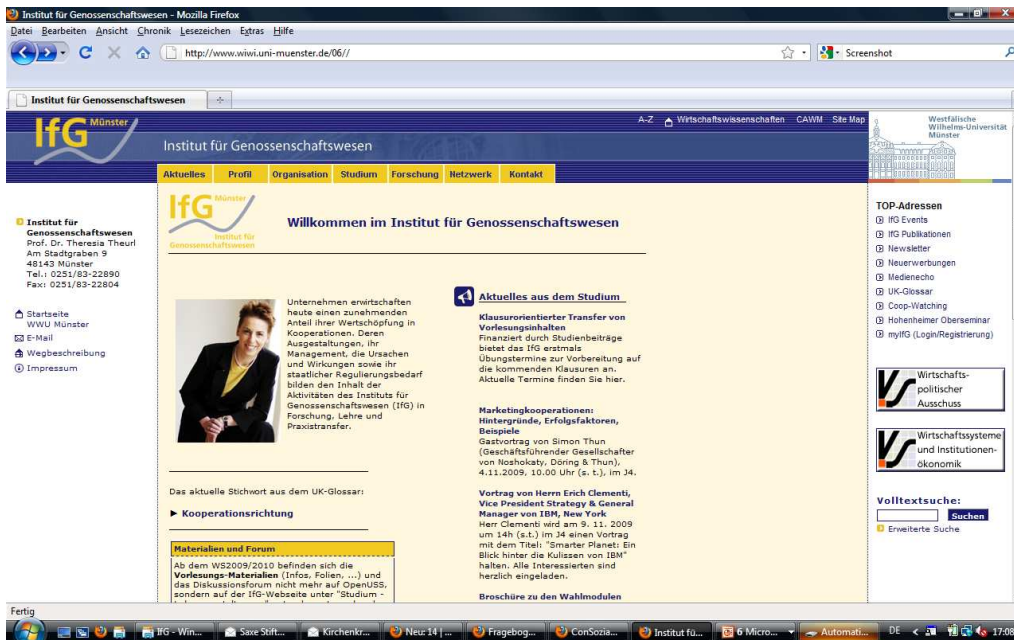 Institut für Genossenschaftswesen - Mozilla Firefox
Datei Bearbeiten Ansicht Chronik Lesezeichen Extras Hilfe
http://www.wiwi.uni-muenster.de/06//
Screenshot
Institut für Genossenschaftswesen
IfG Münster
A-Z Wirtschaftswissenschaften CAWM Site Map
Institut für Genossenschaftswesen
Westfälische
Wilhelms-Universität
Münster
Aktuelles Profil Organisation Studium Forschung Netzwerk Kontakt
Institut für
Genossenschaftswesen
Prof. Dr. Theresia Theurl
Am Stadtgraben 9
48143 Münster
Tel.: 0251/83-22890
Fax: 0251/83-22804
Startseite
WWU Münster
E-Mail
Wegbeschreibung
Impressum
IfG Münster
Institut für
Genossenschaftswesen
Willkommen im Institut für Genossenschaftswesen
Unternehmen erwirtschaften
heute einen zunehmenden
Anteil ihrer Wertschöpfung in
Kooperationen. Deren
Ausgestaltungen, ihr
Management, die Ursachen
und Wirkungen sowie ihr
staatlicher Regulierungsbedarf
bilden den Inhalt der
Aktivitäten des Instituts für
Genossenschaftswesen (IfG) in
Forschung, Lehre und
Praxistransfer.
Das aktuelle Stichwort aus dem UK-Glossar:
Kooperationsrichtung
Materialien und Forum
Ab dem WS2009/2010 befinden sich die
Vorlesungs-Materialien (Infos, Folien, ...) und
das Diskussionsforum nicht mehr auf OpenUSS,
sondern auf der IfG-Webseite unter "Studium -
Aktuelles aus dem Studium
Klausurorientierter Transfer von
Vorlesungsinhalten
Finanziert durch Studienbeiträge
bietet das IfG erstmals
Übungstermine zur Vorbereitung auf
die kommenden Klausuren an.
Aktuelle Termine finden Sie hier.
Marketingkooperationen:
Hintergründe, Erfolgsfaktoren,
Beispiele
Gastvortrag von Simon Thun
(Geschäftsführender Gesellschafter
von Noshokaty, Döring & Thun),
4.11.2009, 10.00 Uhr (s. t.), im J4.
Vortrag von Herrn Erich Clementi,
Vice President Strategy & General
Manager von IBM, New York
Herr Clementi wird am 9. 11. 2009
um 14h (s.t.) im J4 einen Vortrag
mit dem Titel: "Smarter Planet: Ein
Blick hinter die Kulissen von IBM"
halten. Alle Interessierten sind
herzlich eingeladen.
Broschüre zu den Wahlmodulen
TOP-Adressen
IfG Events
IfG Publikationen
Newsletter
Neuerwerbungen
Medienecho
UK-Glossar
Coop-Watching
Hohenheimer Oberseminar
myIfG (Login/Registrierung)
Wirtschafts-
politischer
Ausschuss
Wirtschaftssysteme
und Institutionen-
ökonomik
Volltextsuche:
Suchen
Erweiterte Suche
Fertig
IfG - Win... Saxe Stift... Kirchenkr... Neu: 14 | ... Fragebog... ConSozia... Institut fü... 6 Micro... Automati... DE 17:08